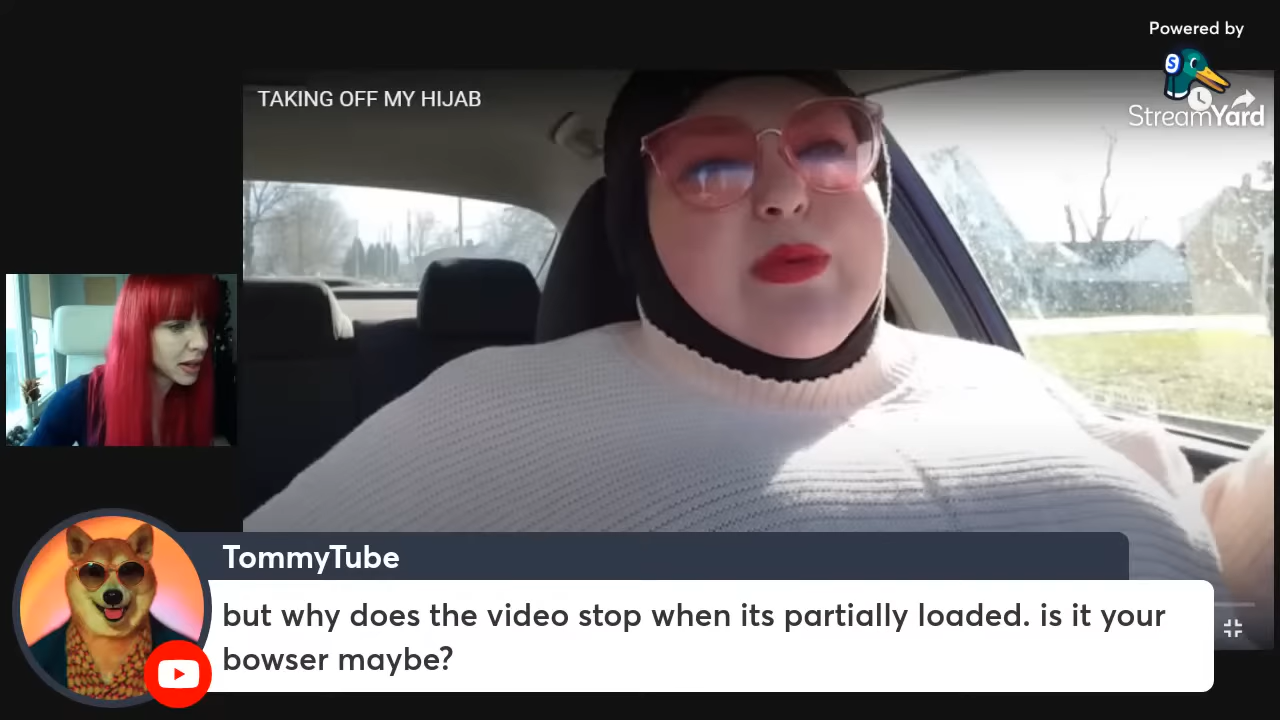 Powered by
TAKING OFF MY HIJAB
S
StreamYard
TommyTube
but why does the video stop when its partially loaded. is it your
bowser maybe?